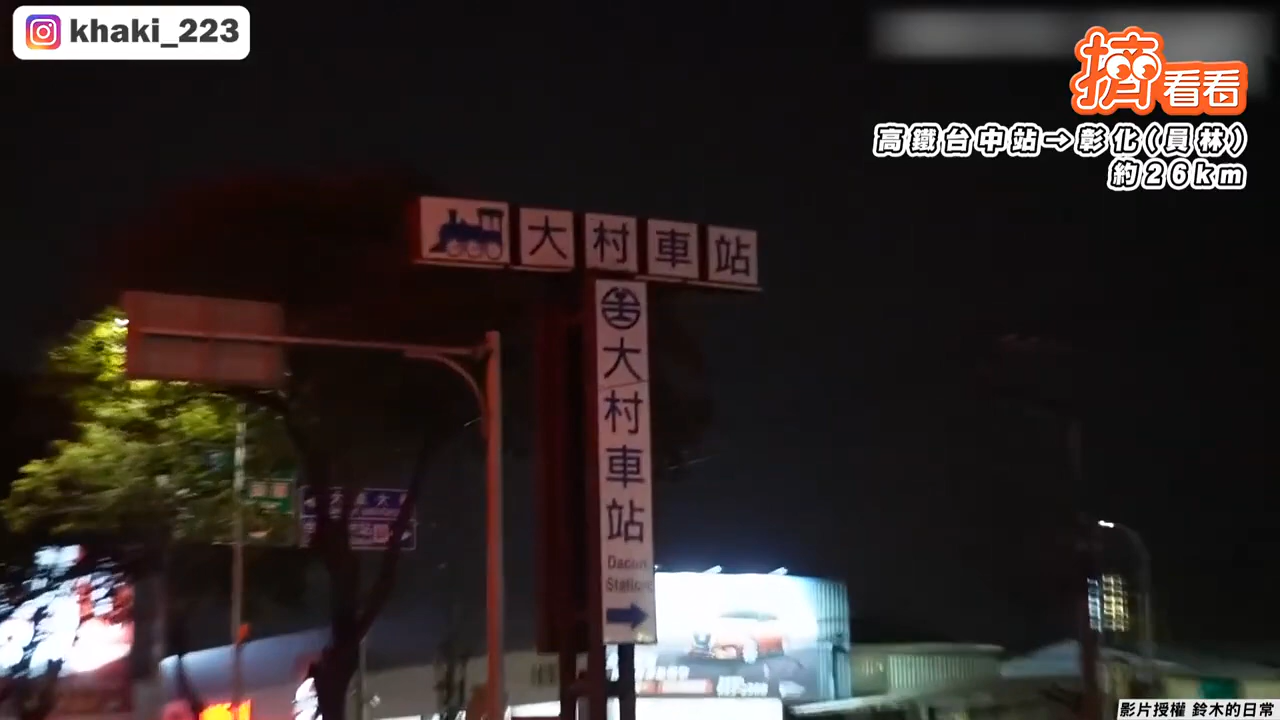 khaki_223
擠看看
高鐵台中站→彰化(員林)
約26km
大村車站
大村車站
Dacun
Station
影片授權 鈴木的日常